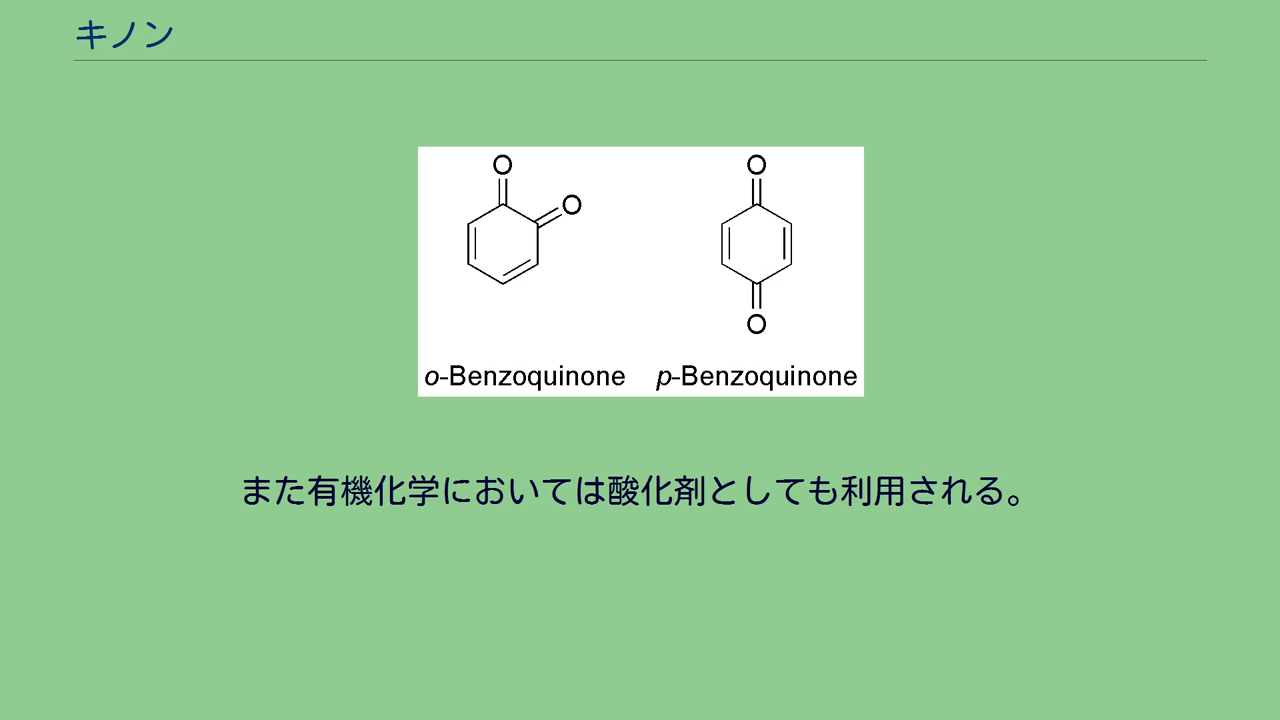 キノン
O
O
O
O
o-Benzoquinone
p-Benzoquinone
また有機化学においては酸化剤としても利用される。